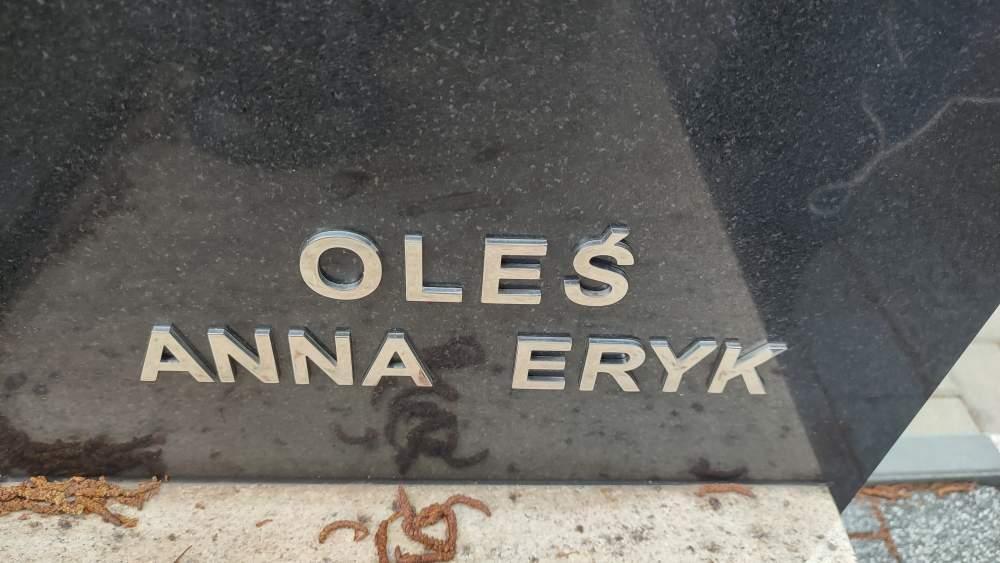 OLEŚ
ANNA ERYK